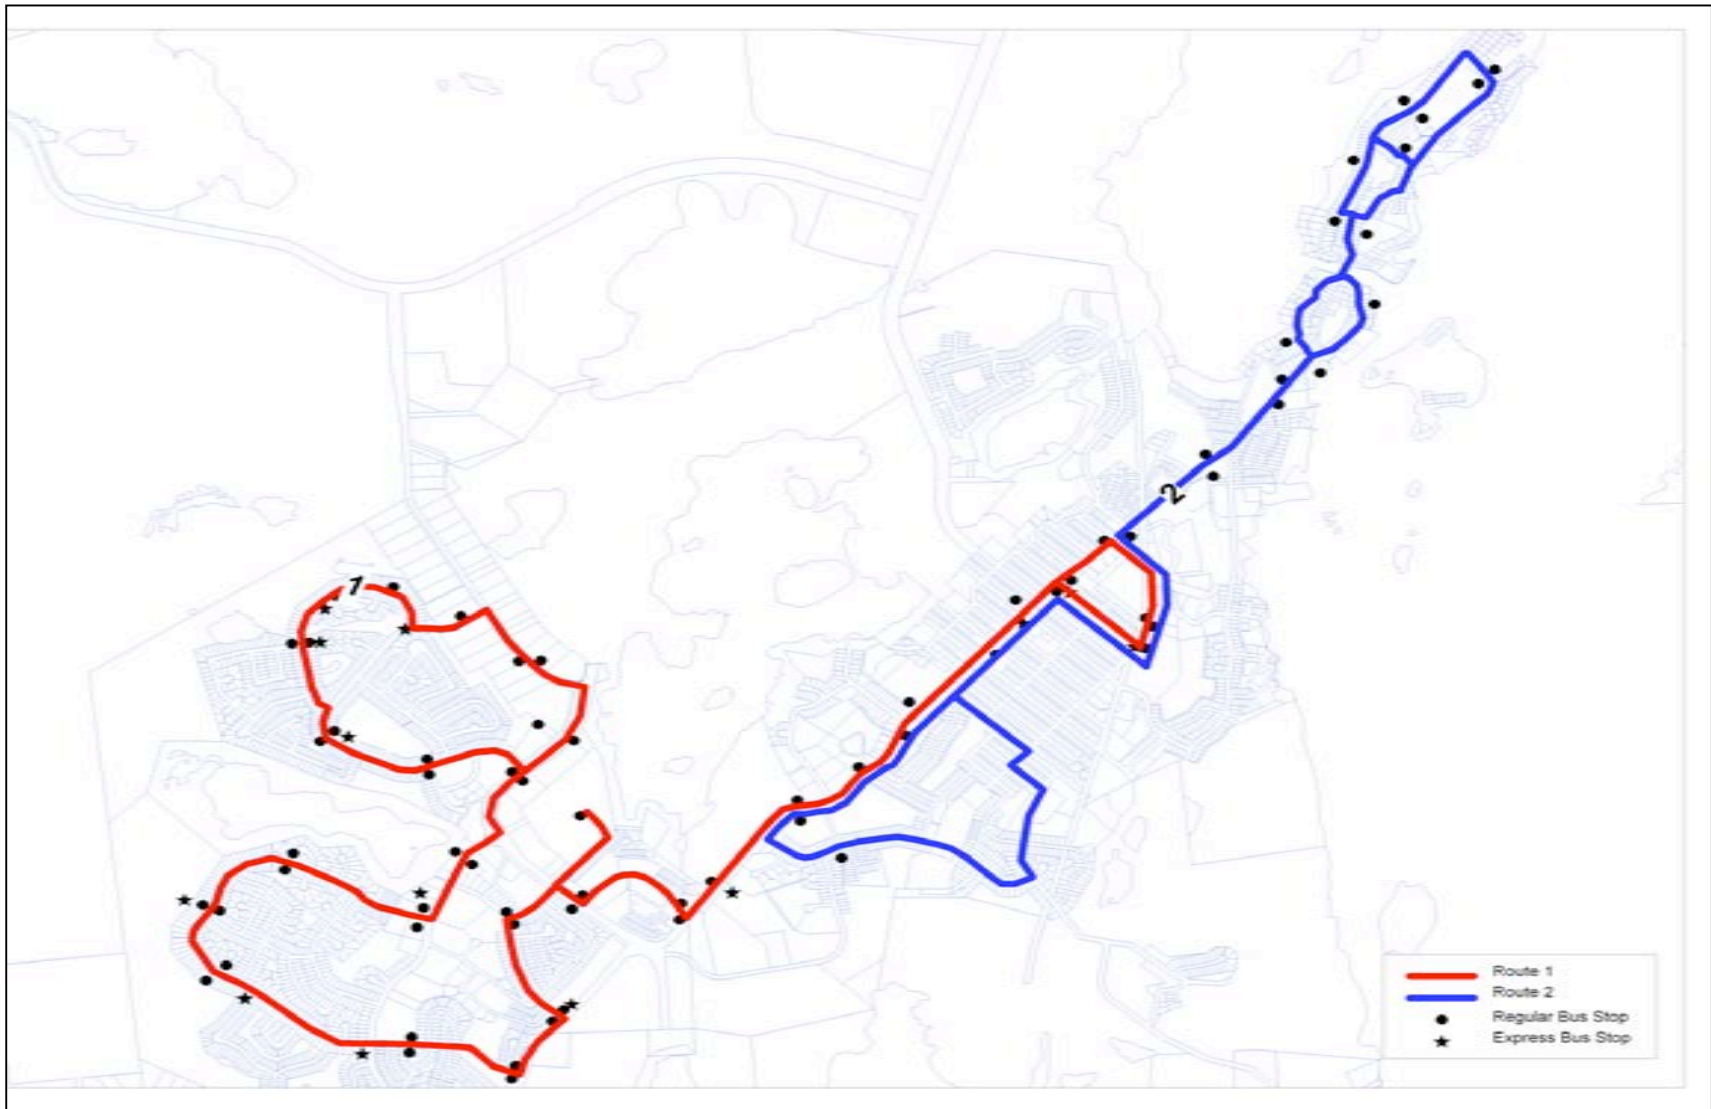 2
1
Route 1
Route 2
Regular Bus Stop
Express Bus Stop